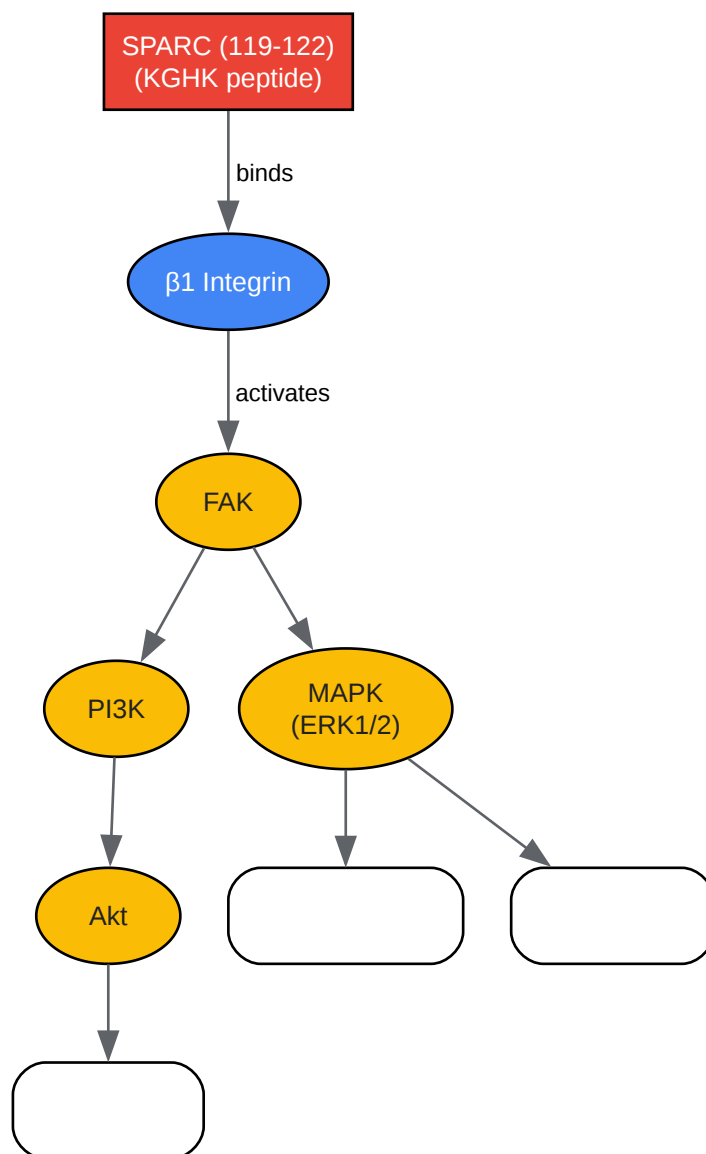 SPARC (119-122)
(KGHK peptide)
binds
β1 Integrin
activates
FAK
PI3K
MAPK
(ERK1/2)
Akt